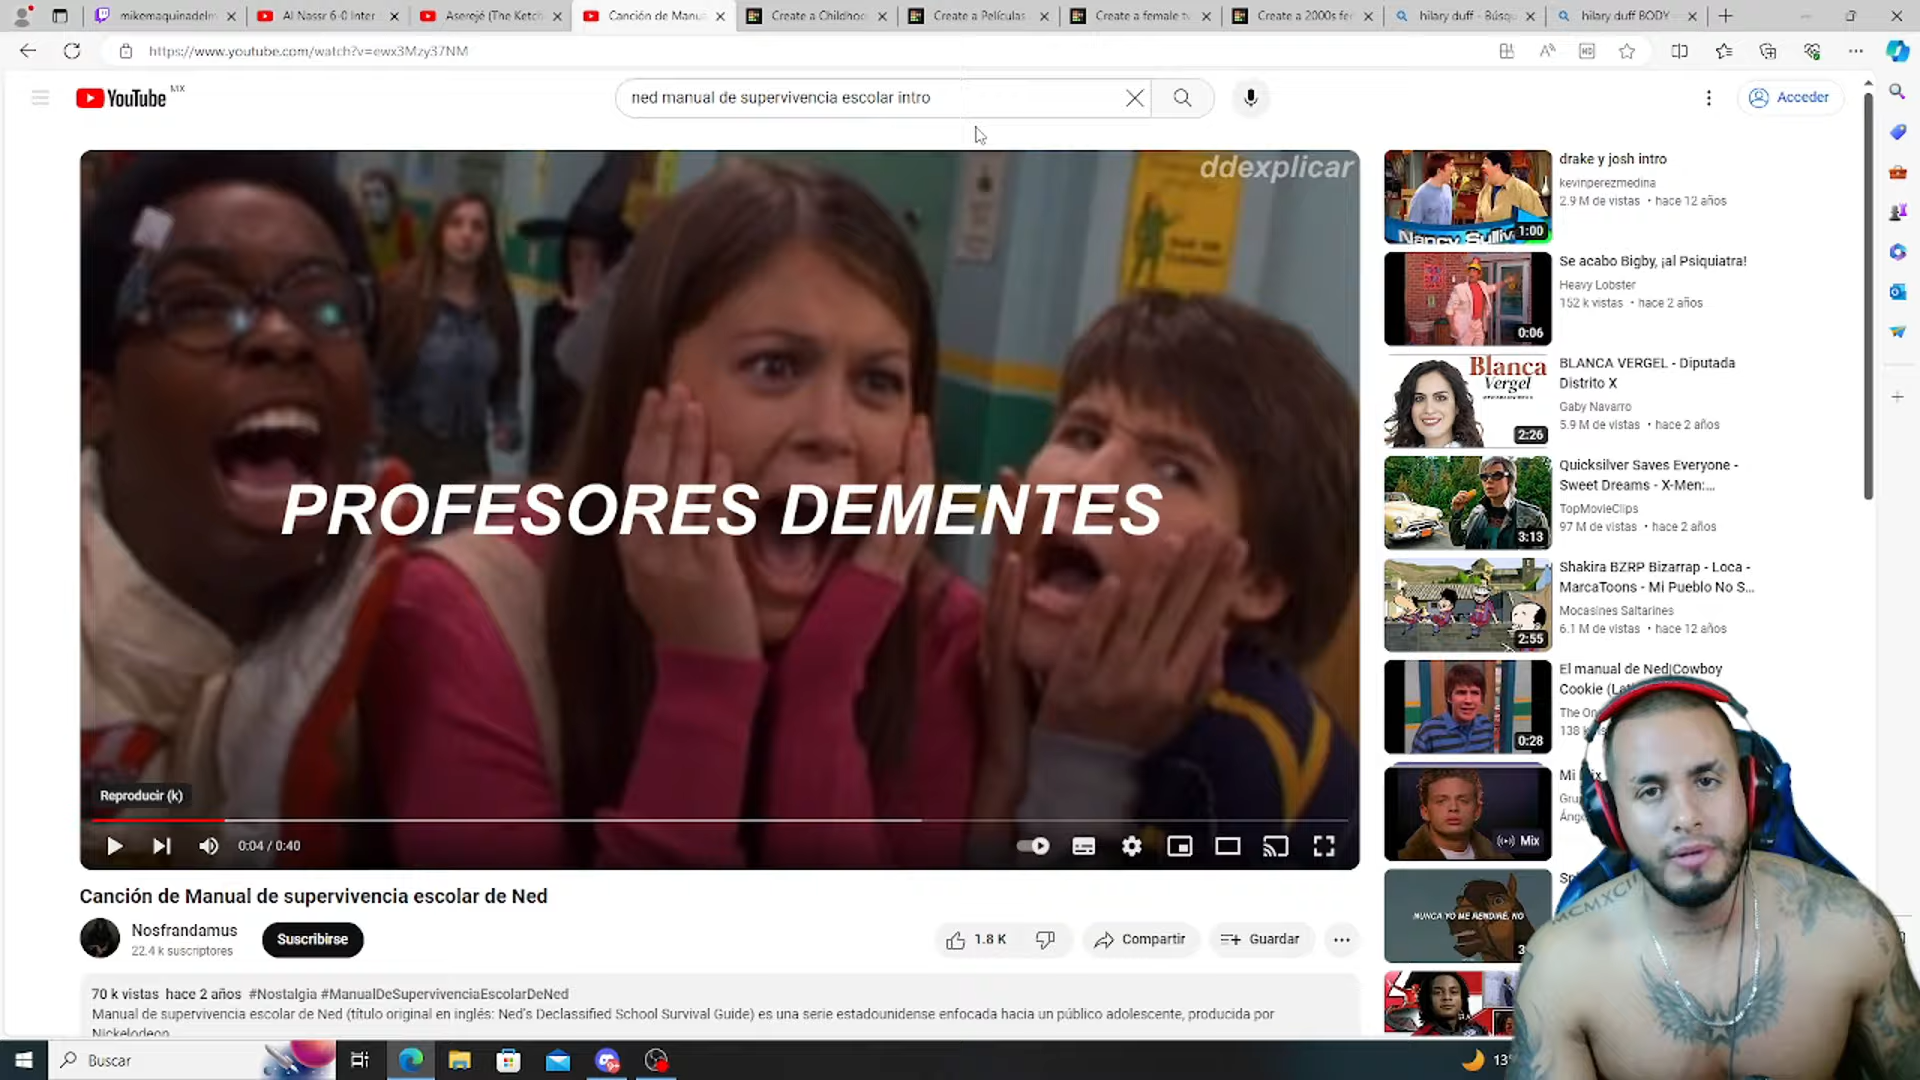 mikemaquinadelm
Al Nassr 6-0 Inter
Aserejé (The Ketch
Canción de Manu
Create a Childhoo
Create a Películas
Create a female tv
Create a 2000s fe
hilary duff - Búsqu
hilary duff BODY -
https://www.youtube.com/watch?v=ewx3Mzy37NM
YouTube MX
ned manual de supervivencia escolar intro
Acceder
ddexplicar
PROFESORES DEMENTES
Reproducir (k)
0:04 / 0:40
Canción de Manual de supervivencia escolar de Ned
Nosfrandamus
22.4 k suscriptores
Suscribirse
1.8 K
Compartir
Guardar
70 k vistas hace 2 años #Nostalgia #ManualDeSupervivenciaEscolarDeNed
Manual de supervivencia escolar de Ned (título original en inglés: Ned's Declassified School Survival Guide) es una serie estadounidense enfocada hacia un público adolescente, producida por
Nickelodeon
drake y josh intro
kevinperezmedina
2.9 M de vistas • hace 12 años
1:00
Se acabo Bigby, ¡al Psiquiatra!
Heavy Lobster
152 k vistas • hace 2 años
0:06
Blanca
Vergel
BLANCA VERGEL - Diputada
Distrito X
Gaby Navarro
5.9 M de vistas • hace 2 años
2:26
Quicksilver Saves Everyone -
Sweet Dreams - X-Men:...
TopMovieClips
97 M de vistas • hace 2 años
3:13
Shakira BZRP Bizarrap - Loca -
MarcaToons - Mi Pueblo No S...
Mocasines Saltarines
6.1 M de vistas • hace 12 años
2:55
El manual de Ned|Cowboy
Cookie
0:28
Mix
NUNCA YO ME RENDIRÉ, NO
Buscar